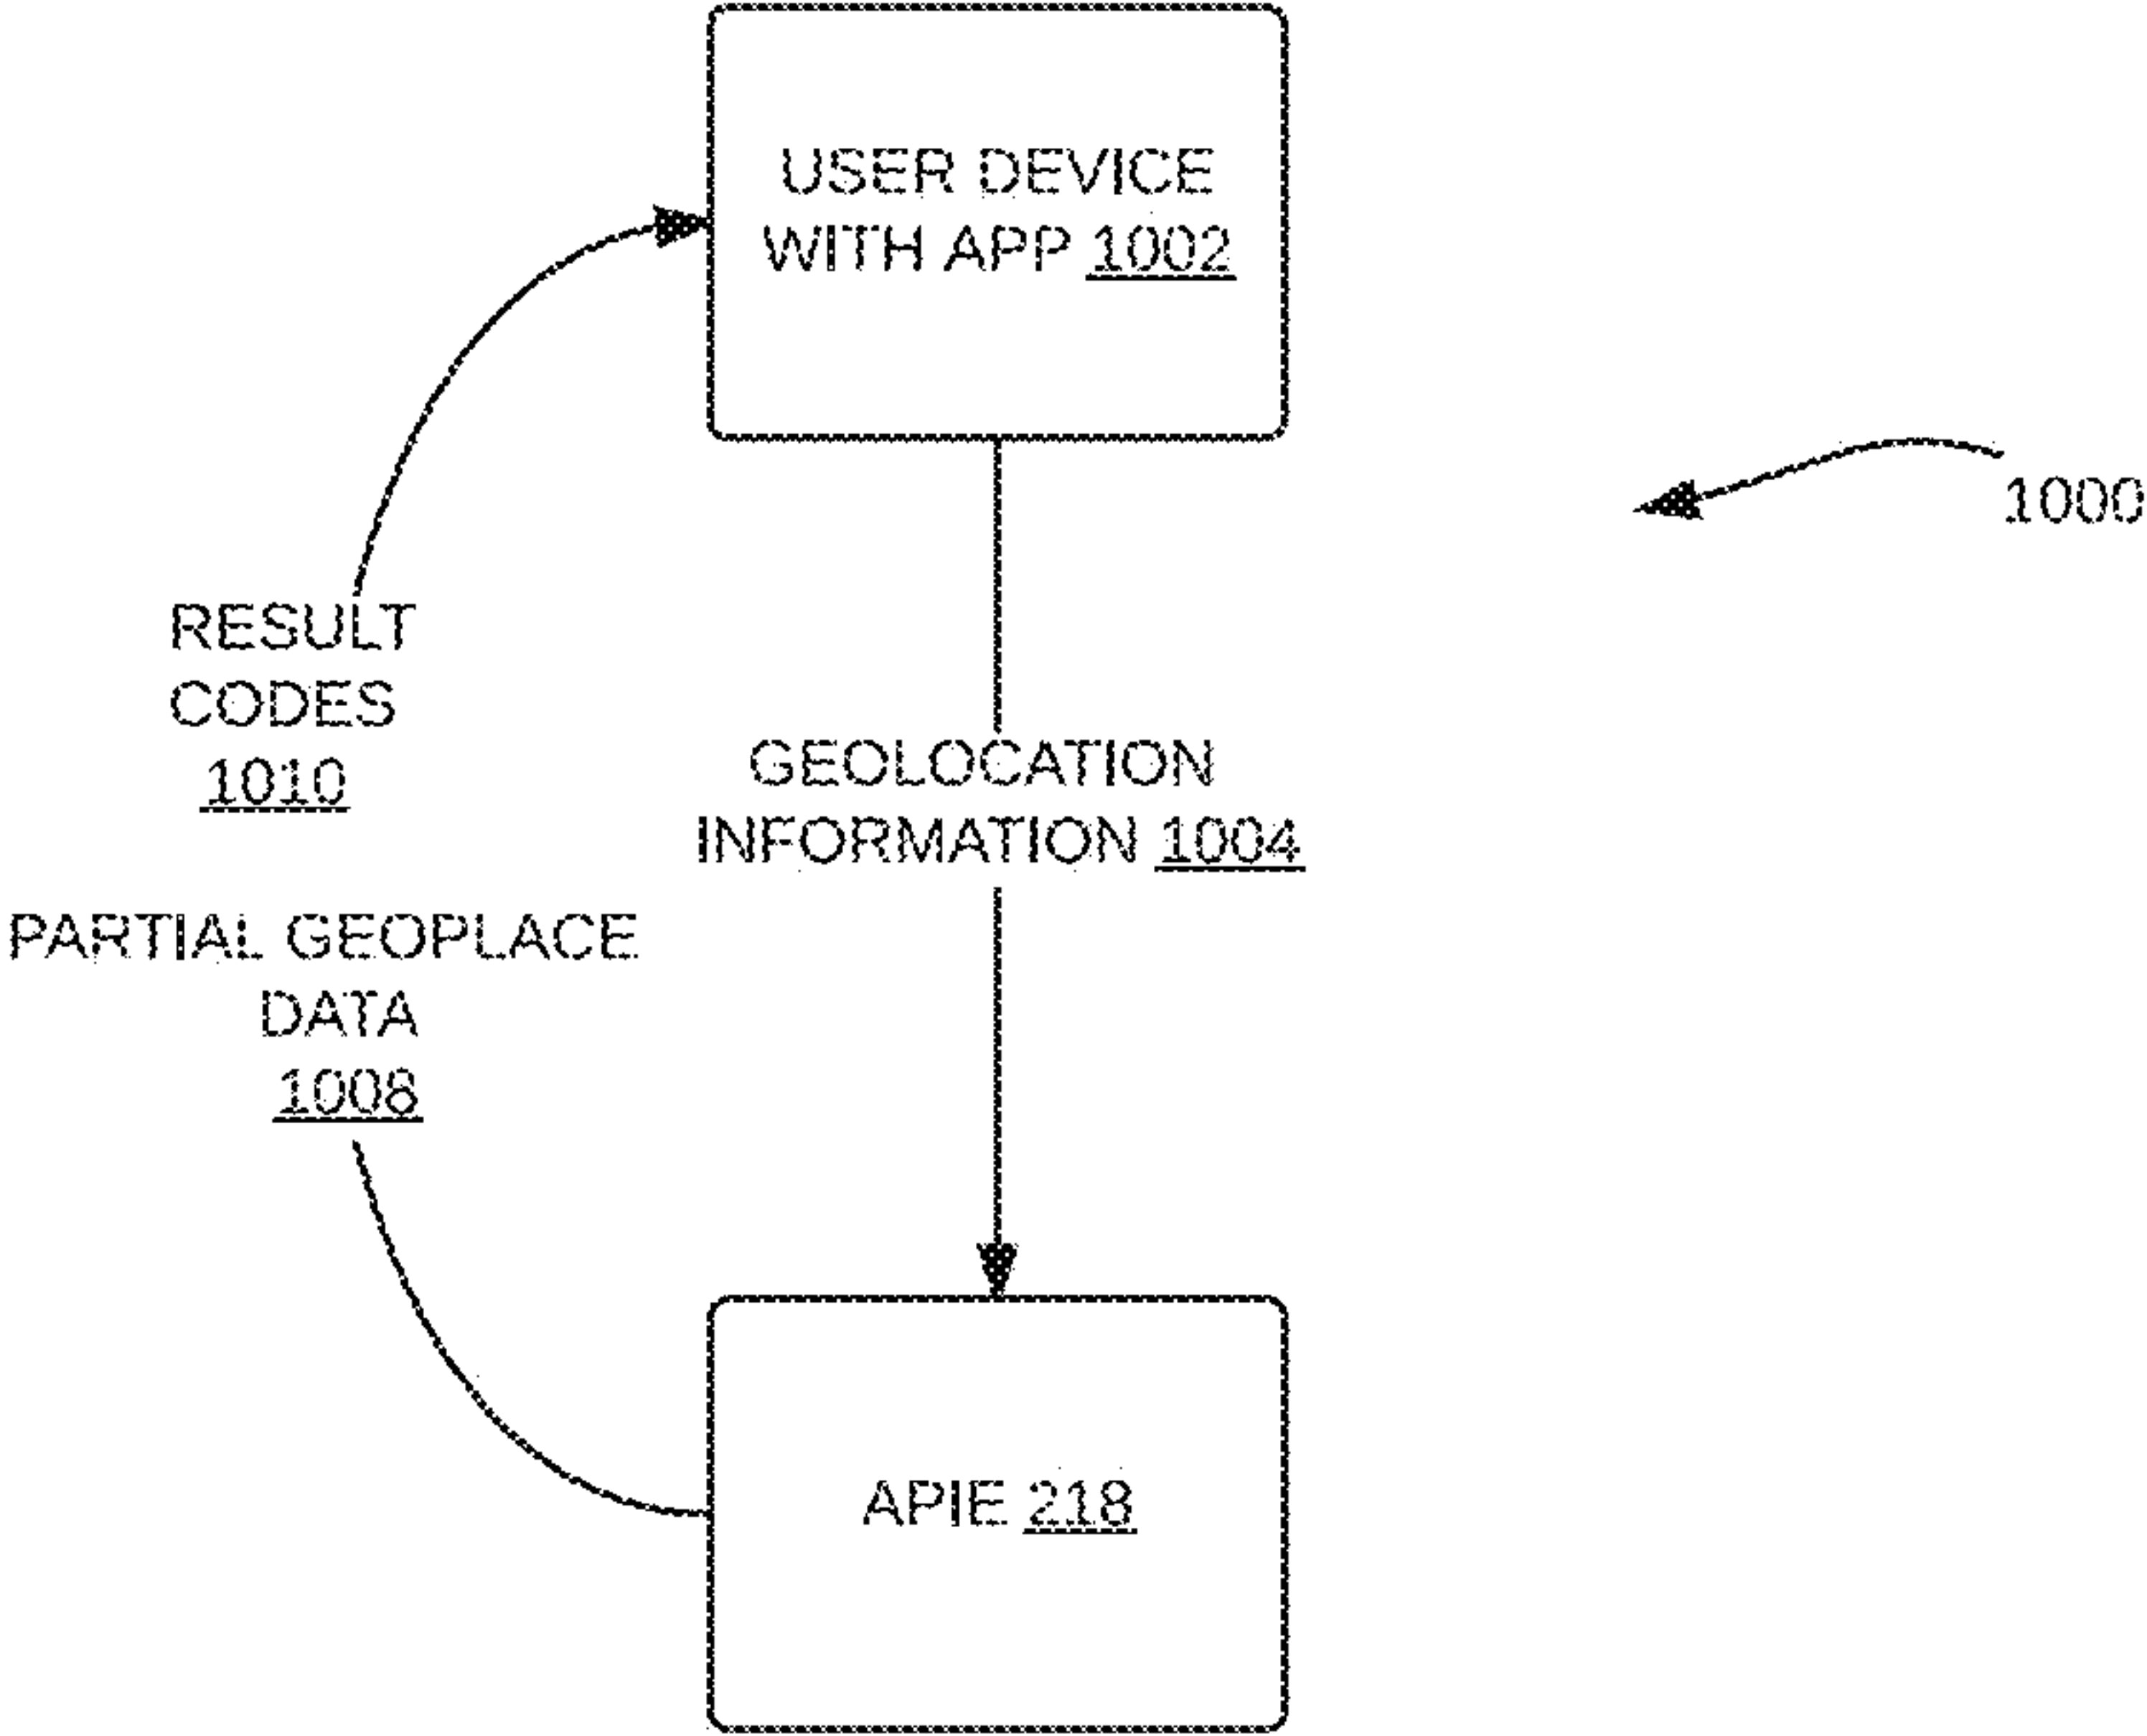 USER DEVICE
WITH APP 1002
1000
RESULT
CODES
1010
GEOLOCATION
INFORMATION 1004
PARTIAL GEOPLACE
DATA
1008
APIE 218